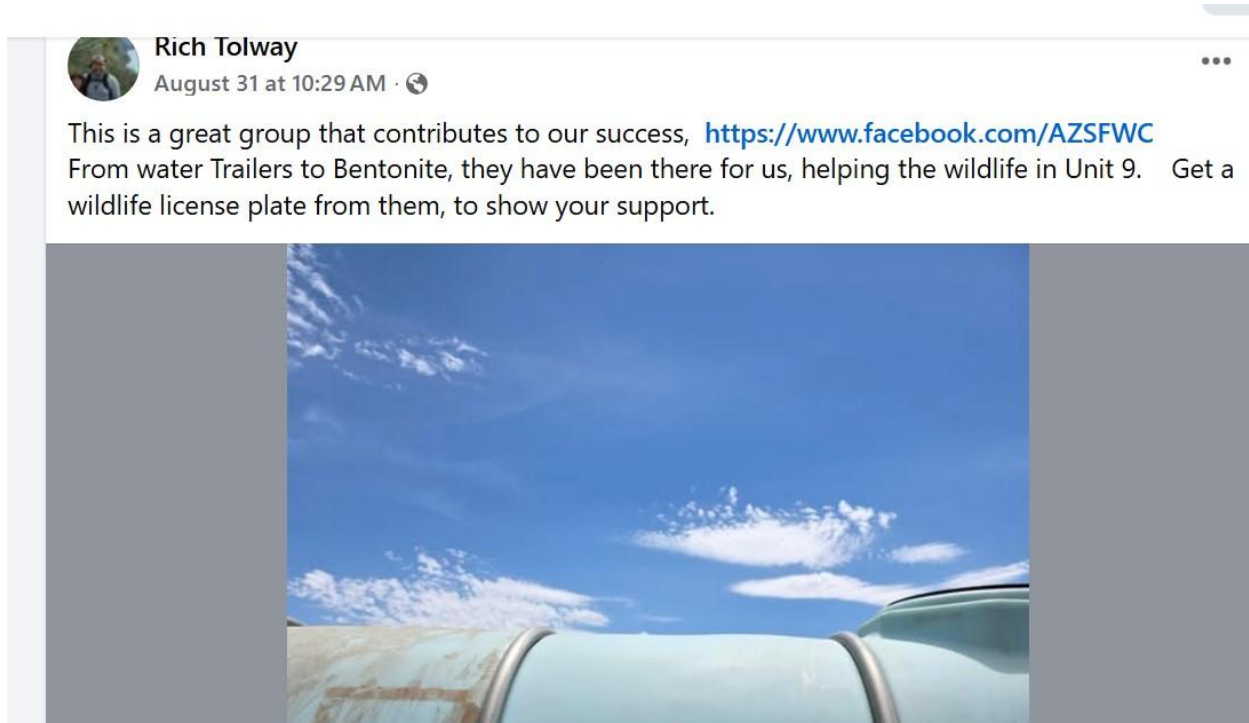 Rich Tolway
August 31 at 10:29 AM ·
This is a great group that contributes to our success, https://www.facebook.com/AZSFWC
From water Trailers to Bentonite, they have been there for us, helping the wildlife in Unit 9. Get a
wildlife license plate from them, to show your support.